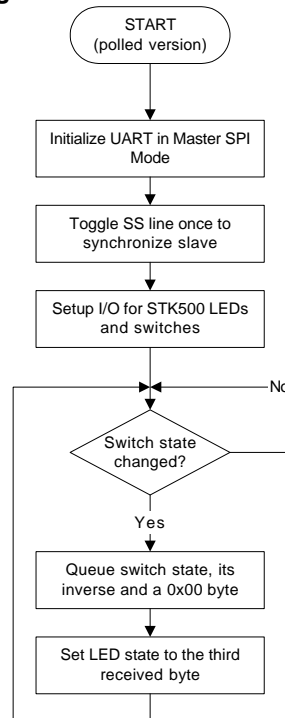 START
(polled version)
Initialize UART in Master SPI
Mode
Toggle SS line once to
synchronize slave
Setup I/O for STK500 LEDs
and switches
No
Switch state
changed?
Yes
Queue switch state, its
inverse and a 0x00 byte
Set LED state to the third
received byte